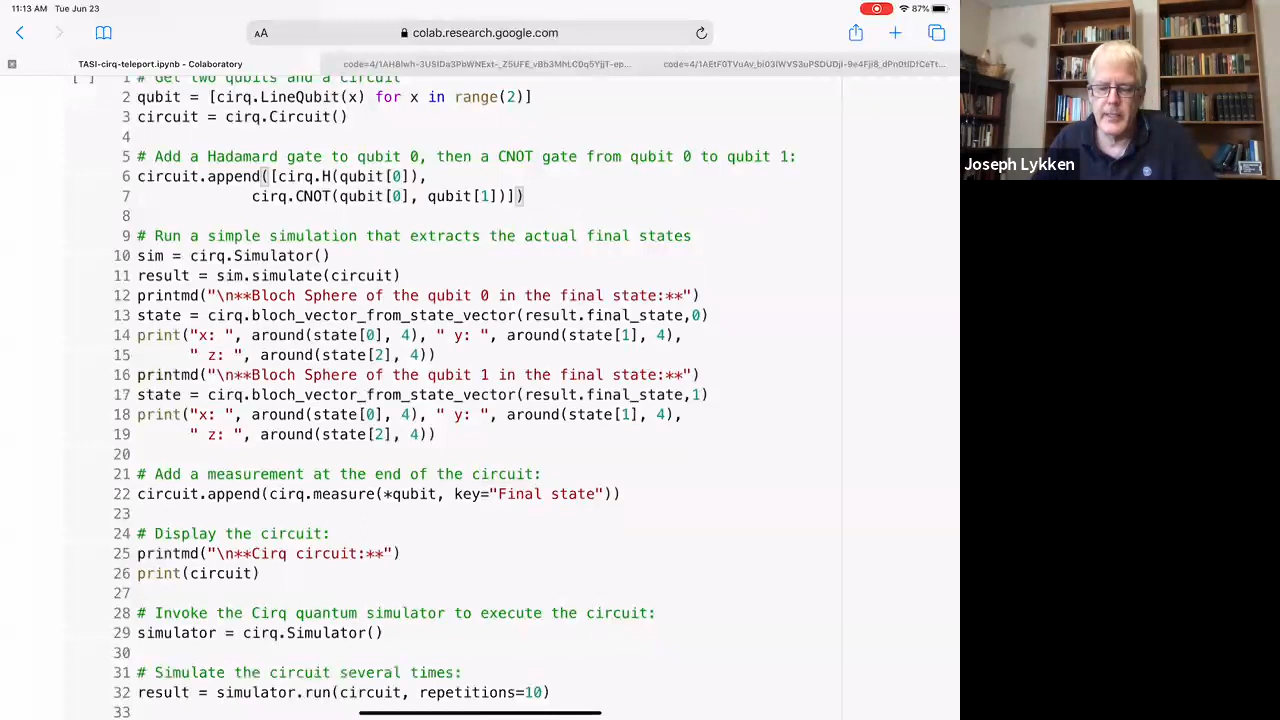 11:13 AM Tue Jun 23
87%
AA
colab.research.google.com
TASI-cirq-teleport.ipynb - Colaboratory
[ ]
1 # Get two qubits and a circuit
2 qubit = [cirq.LineQubit(x) for x in range(2)]
3 circuit = cirq.Circuit()
4
5 # Add a Hadamard gate to qubit 0, then a CNOT gate from qubit 0 to qubit 1:
6 circuit.append([cirq.H(qubit[0]),
7 cirq.CNOT(qubit[0], qubit[1])])
8
9 # Run a simple simulation that extracts the actual final states
10 sim = cirq.Simulator()
11 result = sim.simulate(circuit)
12 printmd("\n**Bloch Sphere of the qubit 0 in the final state:**")
13 state = cirq.bloch_vector_from_state_vector(result.final_state,0)
14 print("x: ", around(state[0], 4), " y: ", around(state[1], 4),
15 " z: ", around(state[2], 4))
16 printmd("\n**Bloch Sphere of the qubit 1 in the final state:**")
17 state = cirq.bloch_vector_from_state_vector(result.final_state,1)
18 print("x: ", around(state[0], 4), " y: ", around(state[1], 4),
19 " z: ", around(state[2], 4))
20
21 # Add a measurement at the end of the circuit:
22 circuit.append(cirq.measure(*qubit, key="Final state"))
23
24 # Display the circuit:
25 printmd("\n**Cirq circuit:**")
26 print(circuit)
27
28 # Invoke the Cirq quantum simulator to execute the circuit:
29 simulator = cirq.Simulator()
30
31 # Simulate the circuit several times:
32 result = simulator.run(circuit, repetitions=10)
33
Joseph Lykken